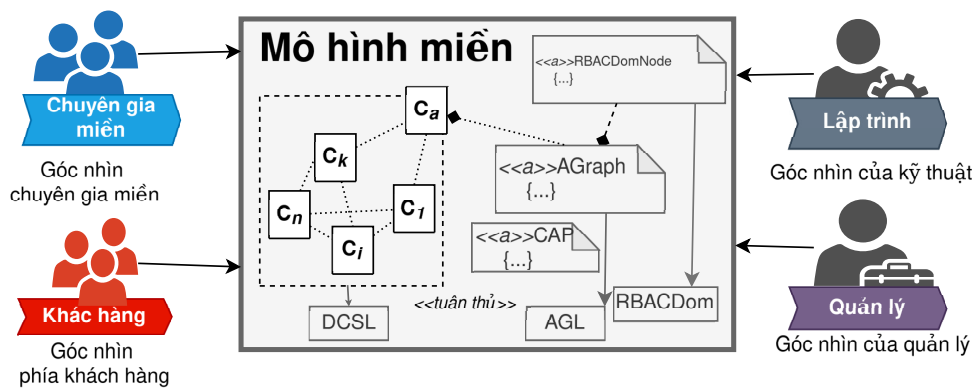 Mô hình miền
Chuyên gia
miền
Góc nhìn
chuyên gia miền
Khác hàng
Góc nhìn
phía khách hàng
Ca
Ck
Cn
C1
Ci
<<a>>RBACDomNode
{...}
<<a>>AGraph
{...}
<<a>>CAP
{...}
<<tuân thủ>>
DCSL
AGL
RBACDom
Lập trình
Góc nhìn của kỹ thuật
Quản lý
Góc nhìn của quản lý